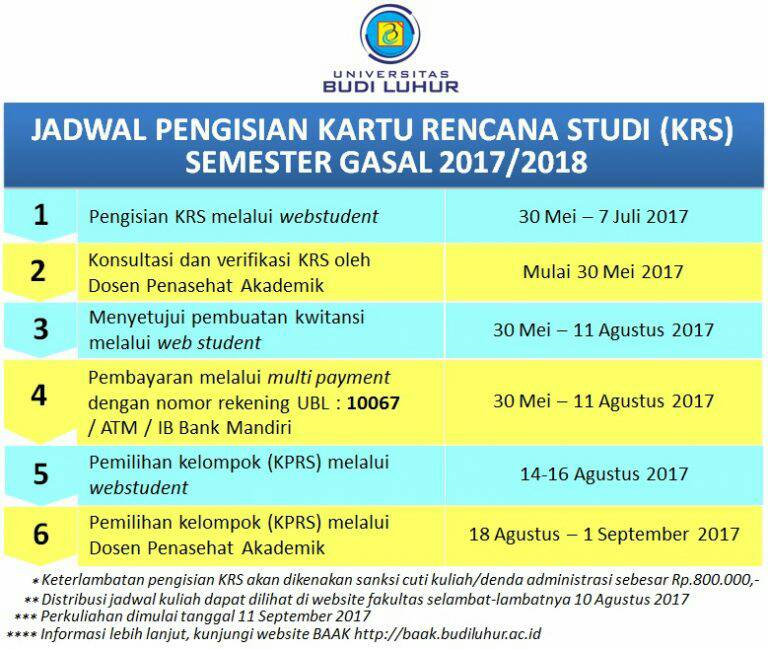 UNIVERSITAS
BUDI LUHUR
JADWAL PENGISIAN KARTU RENCANA STUDI (KRS)
SEMESTER GASAL 2017/2018
1 Pengisian KRS melalui webstudent 30 Mei – 7 Juli 2017
2 Konsultasi dan verifikasi KRS oleh
Dosen Penasehat Akademik Mulai 30 Mei 2017
3 Menyetujui pembuatan kwitansi
melalui web student 30 Mei – 11 Agustus 2017
4 Pembayaran melalui multi payment
dengan nomor rekening UBL : 10067
/ ATM / IB Bank Mandiri 30 Mei – 11 Agustus 2017
5 Pemilihan kelompok (KPRS) melalui
webstudent 14-16 Agustus 2017
6 Pemilihan kelompok (KPRS) melalui
Dosen Penasehat Akademik 18 Agustus – 1 September 2017
* Keterlambatan pengisian KRS akan dikenakan sanksi cuti kuliah/denda administrasi sebesar Rp.800.000,-
** Distribusi jadwal kuliah dapat dilihat di website fakultas selambat-lambatnya 10 Agustus 2017
*** Perkuliahan dimulai tanggal 11 September 2017
**** Informasi lebih lanjut, kunjungi website BAAK http://baak.budiluhur.ac.id